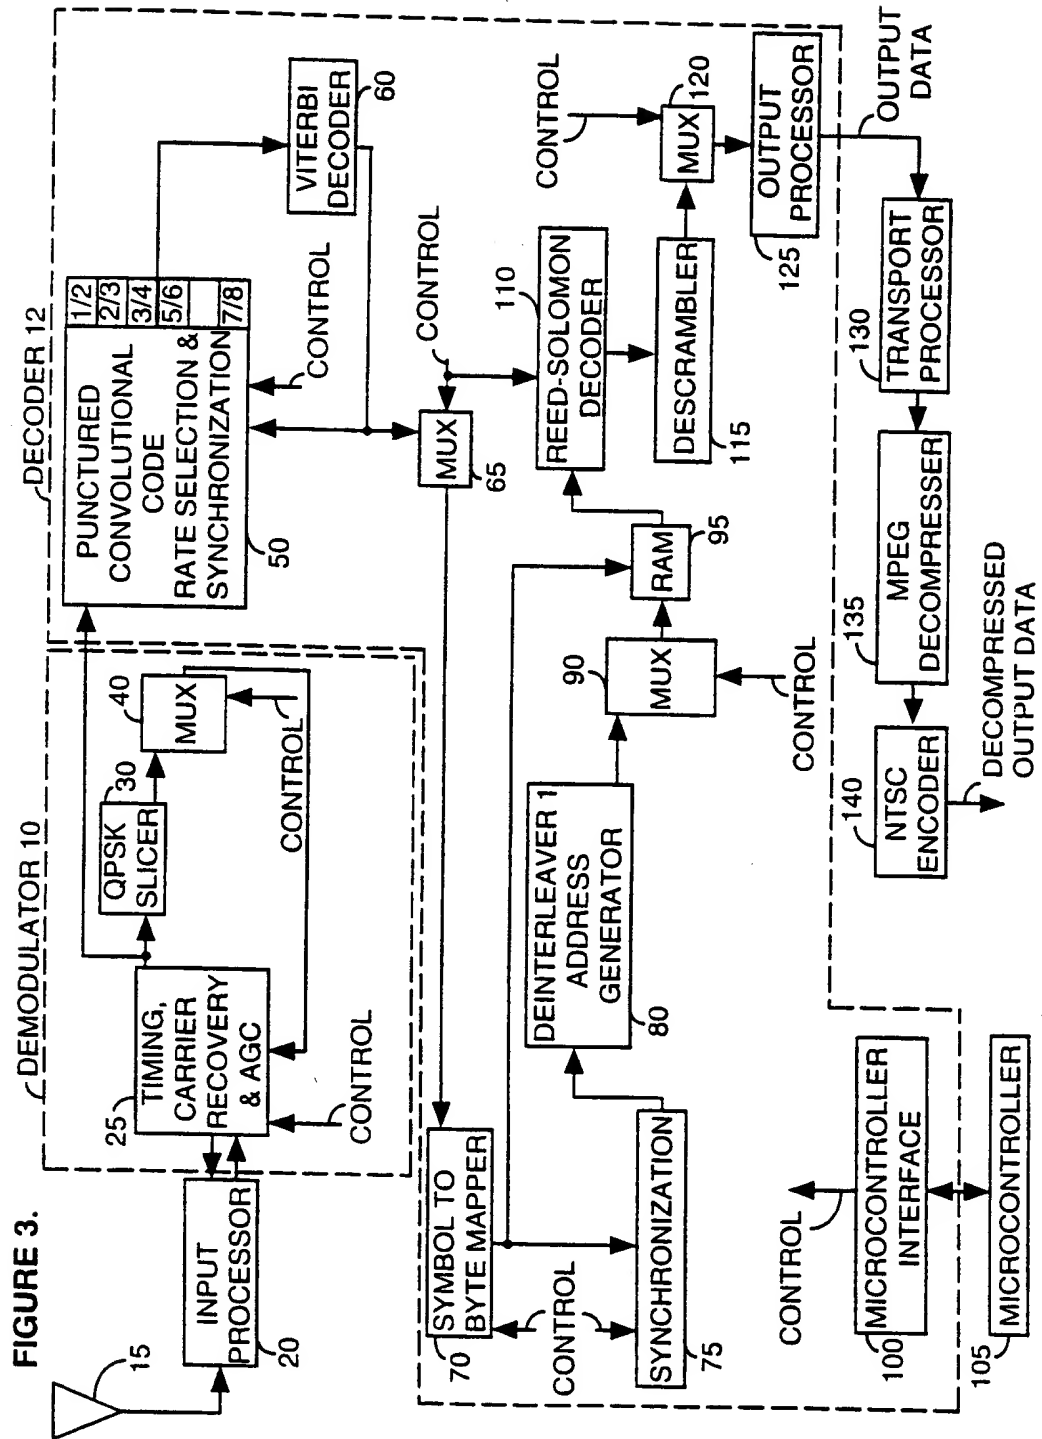 FIGURE 3.
DEMODULATOR 10
DECODER 12
15
INPUT
PROCESSOR
20
25
TIMING,
CARRIER
RECOVERY
& AGC
CONTROL
QPSK
SLICER
30
40
MUX
CONTROL
PUNCTURED
CONVOLUTIONAL
CODE
RATE SELECTION &
SYNCHRONIZATION
1/2
2/3
3/4
5/6
7/8
50
CONTROL
VITERBI
DECODER
60
MUX
65
CONTROL
SYMBOL TO
BYTE MAPPER
70
CONTROL
SYNCHRONIZATION
75
DEINTERLEAVER 1
ADDRESS
GENERATOR
80
90
MUX
CONTROL
RAM
95
REED-SOLOMON
DECODER
110
DESCRAMBLER
115
CONTROL
MUX
120
OUTPUT
PROCESSOR
125
OUTPUT
DATA
CONTROL
MICROCONTROLLER
INTERFACE
100
MICROCONTROLLER
105
130
TRANSPORT
PROCESSOR
135
MPEG
DECOMPRESSER
140
NTSC
ENCODER
DECOMPRESSED
OUTPUT DATA